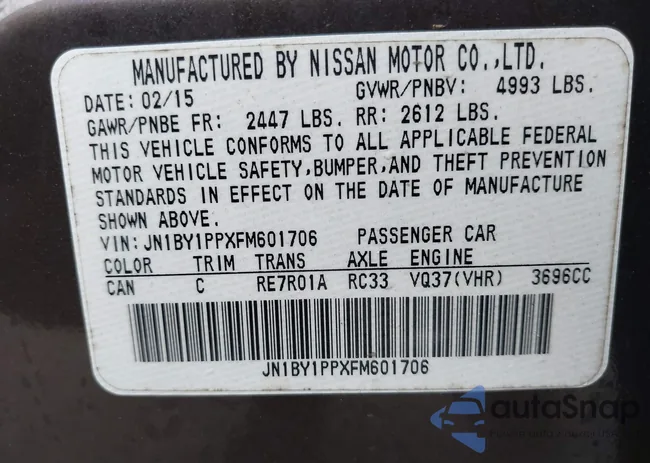 MANUFACTURED BY NISSAN MOTOR CO.,LTD.
DATE: 02/15 GVWR/PNBV: 4993 LBS.
GAWR/PNBE FR: 2447 LBS. RR: 2612 LBS.
THIS VEHICLE CONFORMS TO ALL APPLICABLE FEDERAL
MOTOR VEHICLE SAFETY,BUMPER,AND THEFT PREVENTION
STANDARDS IN EFFECT ON THE DATE OF MANUFACTURE
SHOWN ABOVE.
VIN: JN1BY1PPXFM601706 PASSENGER CAR
COLOR TRIM TRANS AXLE ENGINE
CAN C RE7R01A RC33 VQ37(VHR) 3696CC
JN1BY1PPXFM601706
autaSnap